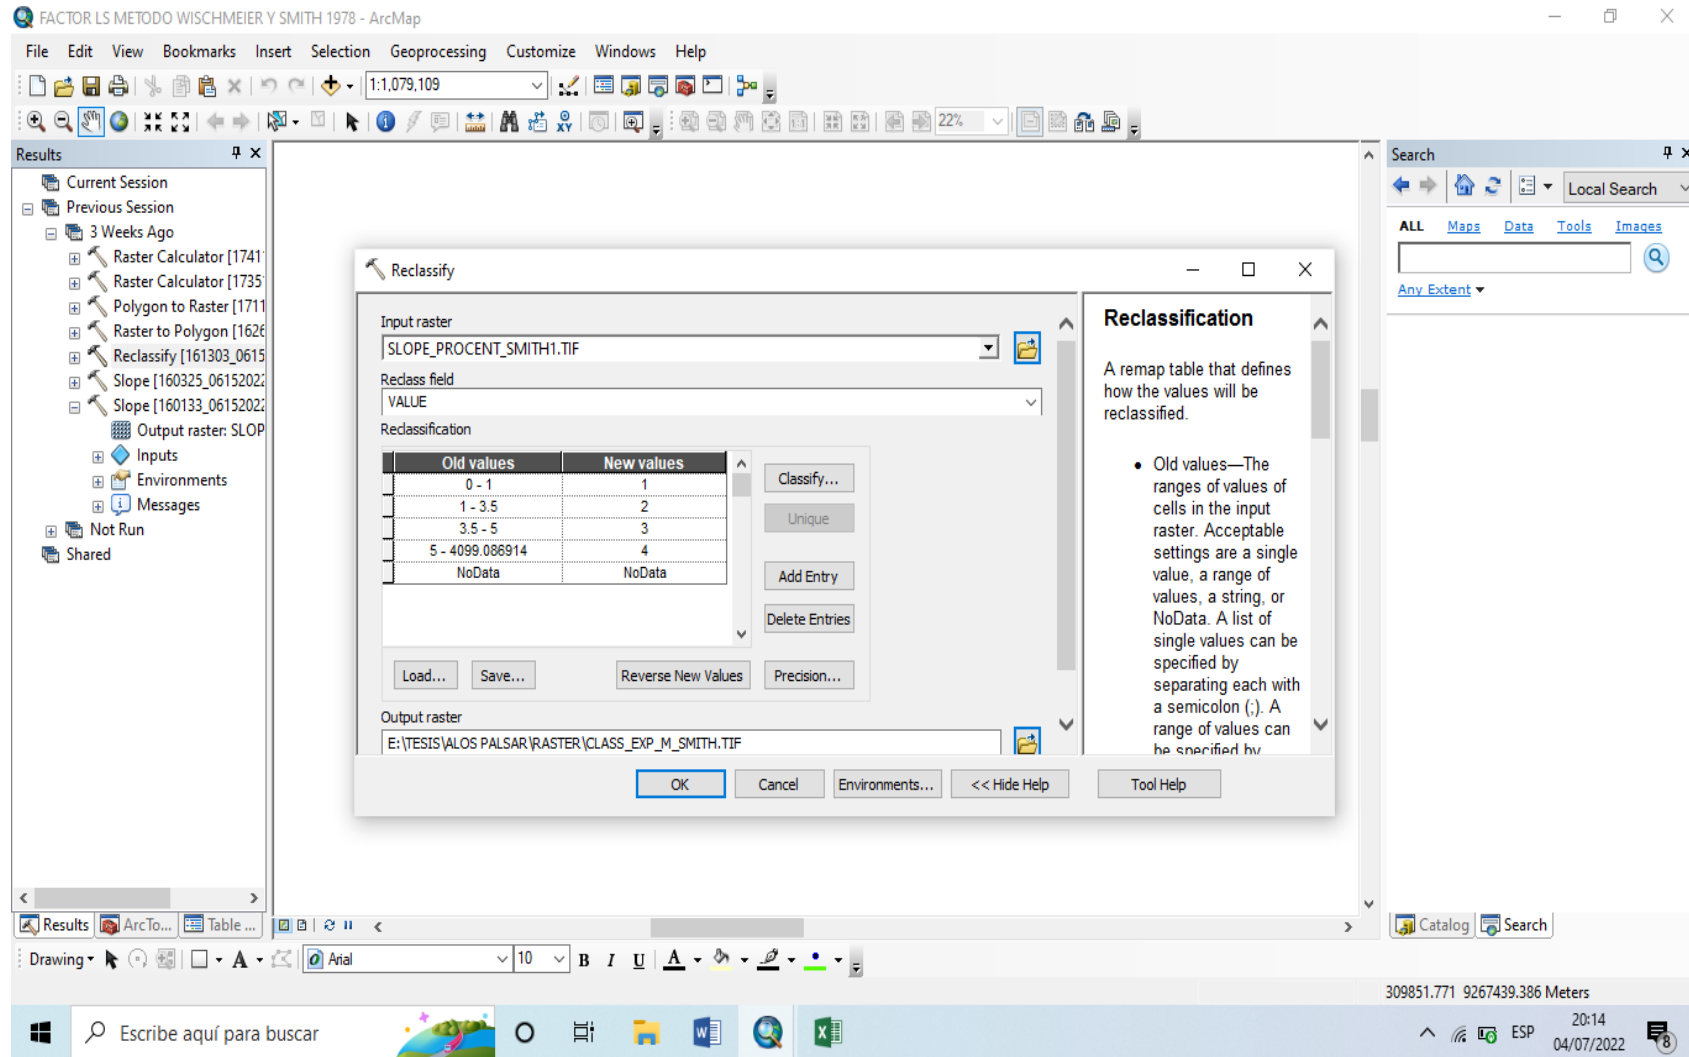 FACTOR LS METODO WISCHMEIER Y SMITH 1978 - ArcMap
File Edit View Bookmarks Insert Selection Geoprocessing Customize Windows Help
1:1,079,109
22%
Results
Current Session
Previous Session
3 Weeks Ago
Raster Calculator [1741
Raster Calculator [1735
Polygon to Raster [1711
Raster to Polygon [1626
Reclassify [161303_0615
Slope [160325_06152022
Slope [160133_06152022
Output raster: SLOP
Inputs
Environments
Messages
Not Run
Shared
Reclassify
Input raster
SLOPE_PROCENT_SMITH1.TIF
Reclass field
VALUE
Reclassification
Old values New values
0 - 1 1
1 - 3.5 2
3.5 - 5 3
5 - 4099.086914 4
NoData NoData
Classify...
Unique
Add Entry
Delete Entries
Load... Save... Reverse New Values Precision...
Output raster
E:\TESIS\ALOS PALSAR\RASTER\CLASS_EXP_M_SMITH.TIF
OK Cancel Environments... << Hide Help Tool Help
Reclassification
A remap table that defines
how the values will be
reclassified.
• Old values—The
ranges of values of
cells in the input
raster. Acceptable
settings are a single
value, a range of
values, a string, or
NoData. A list of
single values can be
specified by
separating each with
a semicolon (;). A
range of values can
be specified by
Search
Local Search
ALL Maps Data Tools Images
Any Extent
Results ArcTo... Table ...
Catalog Search
Drawing Arial 10 B I U A
309851.771 9267439.386 Meters
Escribe aquí para buscar
ESP
20:14
04/07/2022
8